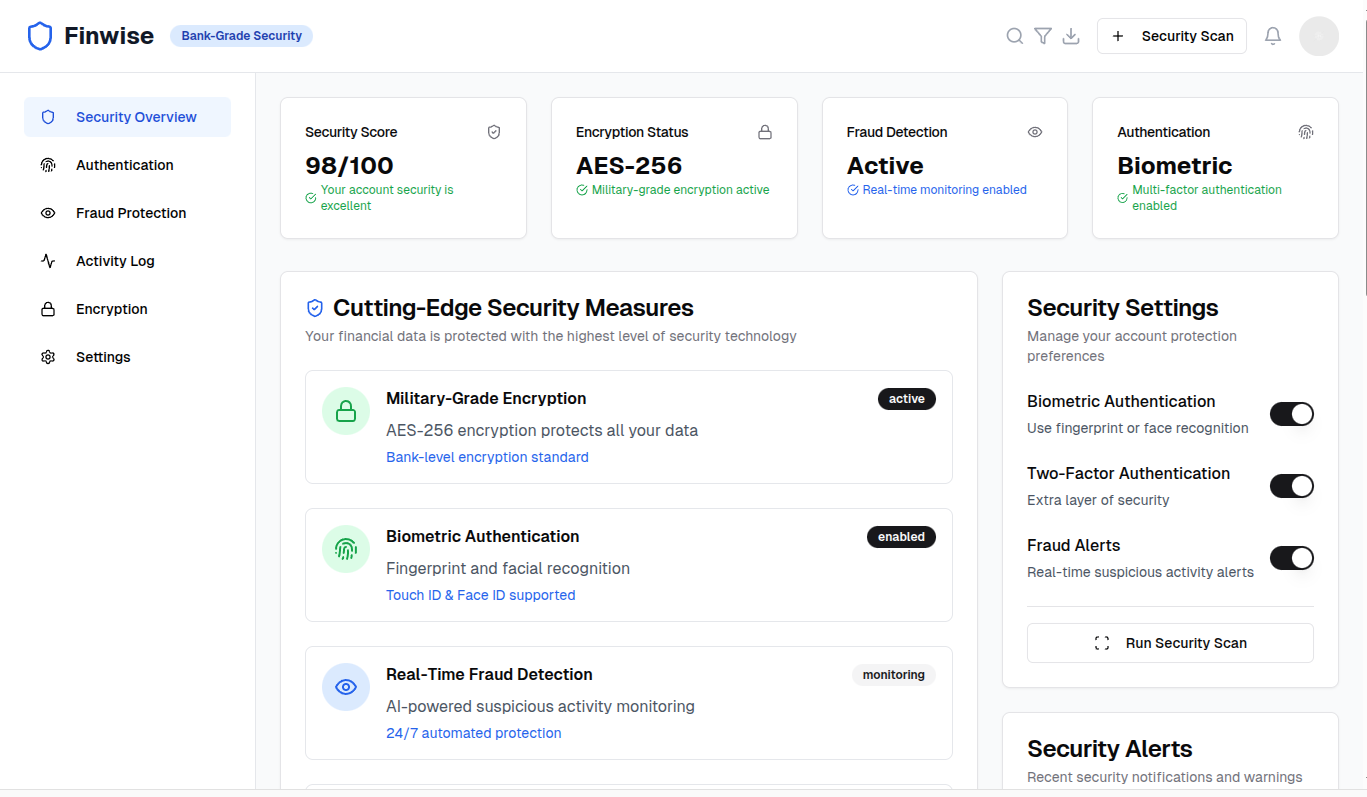 Finwise
Bank-Grade Security
Security Scan
Security Overview
Authentication
Fraud Protection
Activity Log
Encryption
Settings
Security Score
98/100
Your account security is
excellent
Encryption Status
AES-256
Military-grade encryption active
Fraud Detection
Active
Real-time monitoring enabled
Authentication
Biometric
Multi-factor authentication
enabled
Cutting-Edge Security Measures
Your financial data is protected with the highest level of security technology
Military-Grade Encryption
active
AES-256 encryption protects all your data
Bank-level encryption standard
Biometric Authentication
enabled
Fingerprint and facial recognition
Touch ID & Face ID supported
Real-Time Fraud Detection
monitoring
AI-powered suspicious activity monitoring
24/7 automated protection
Security Settings
Manage your account protection
preferences
Biometric Authentication
Use fingerprint or face recognition
Two-Factor Authentication
Extra layer of security
Fraud Alerts
Real-time suspicious activity alerts
Run Security Scan
Security Alerts
Recent security notifications and warnings